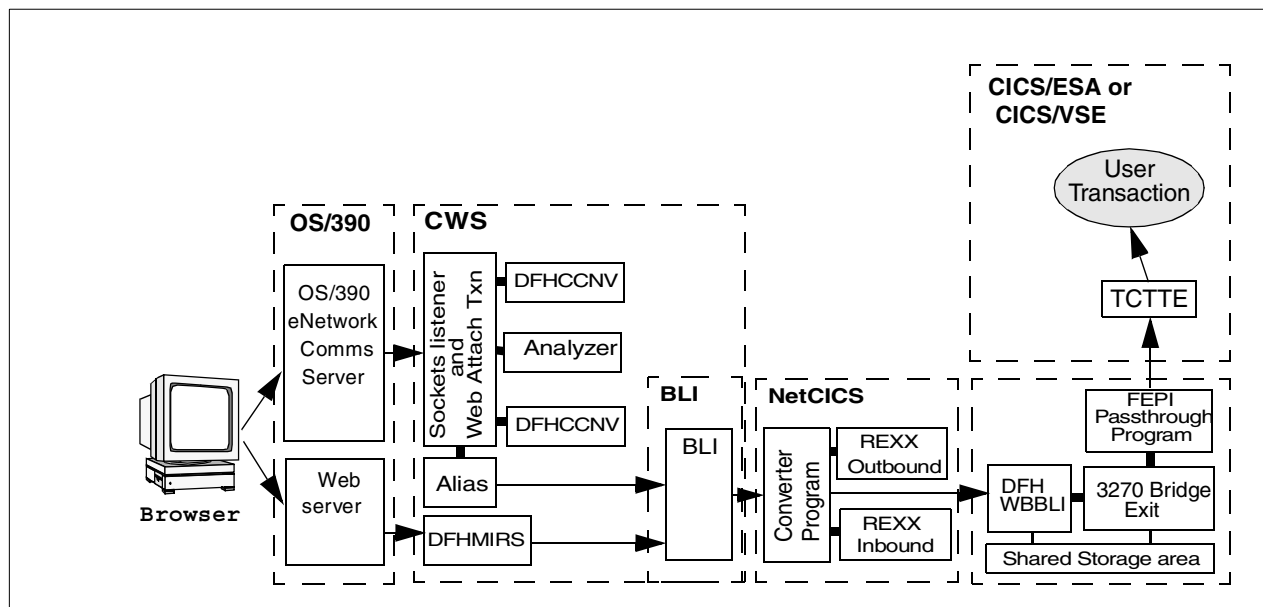 CICS/ESA or
CICS/VSE
User
Transaction
TCTTE
OS/390
OS/390
eNetwork
Comms
Server
Web
server
Browser
CWS
Sockets listener
and
Web Attach Txn
DFHCCNV
Analyzer
DFHCCNV
Alias
DFHMIRS
BLI
BLI
NetCICS
Converter
Program
REXX
Outbound
REXX
Inbound
FEPI
Passthrough
Program
DFH
WBBLI
3270 Bridge
Exit
Shared Storage area